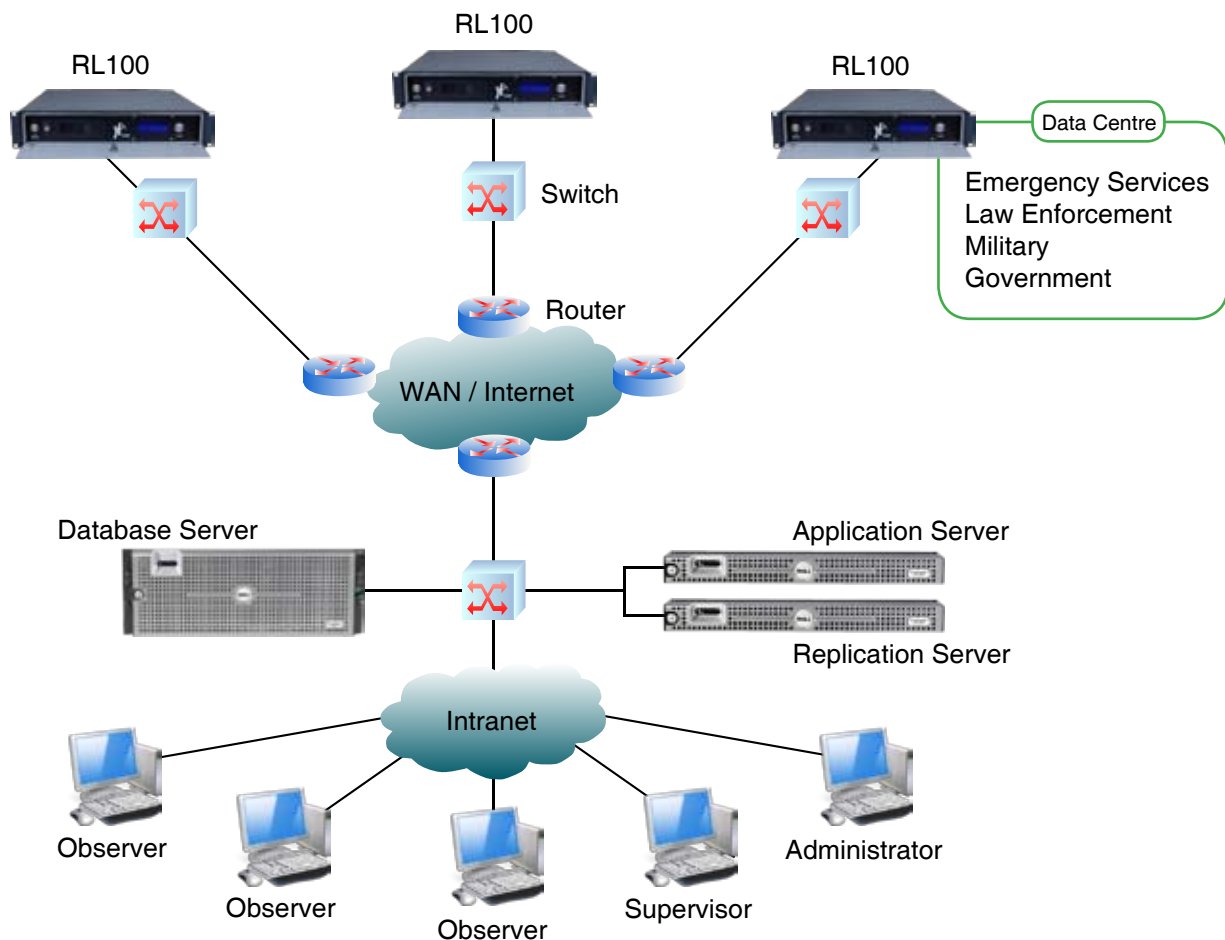 RL100
RL100
RL100
Data Centre
Emergency Services
Law Enforcement
Military
Government
Switch
Router
WAN / Internet
Database Server
Application Server
Replication Server
Intranet
Observer
Observer
Observer
Supervisor
Administrator